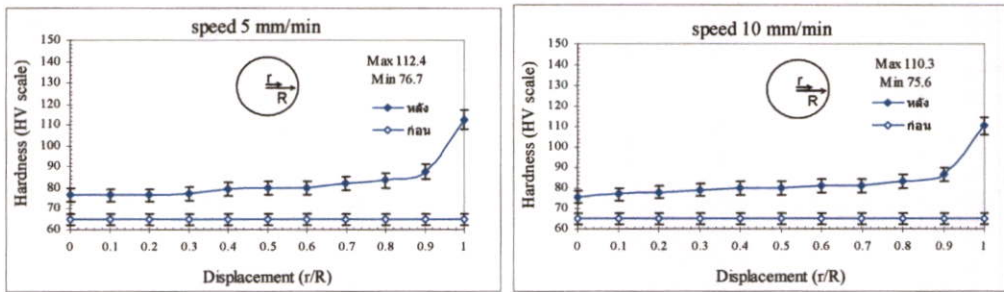 speed 5 mm/min
Hardness (HV scale)
150
140
130
120
110
100
90
80
70
60
Max 112.4
Min 76.7
r
R
หลัง
ก่อน
0 0.1 0.2 0.3 0.4 0.5 0.6 0.7 0.8 0.9 1
Displacement (r/R)
speed 10 mm/min
Hardness (HV scale)
150
140
130
120
110
100
90
80
70
60
Max 110.3
Min 75.6
r
R
หลัง
ก่อน
0 0.1 0.2 0.3 0.4 0.5 0.6 0.7 0.8 0.9 1
Displacement (r/R)